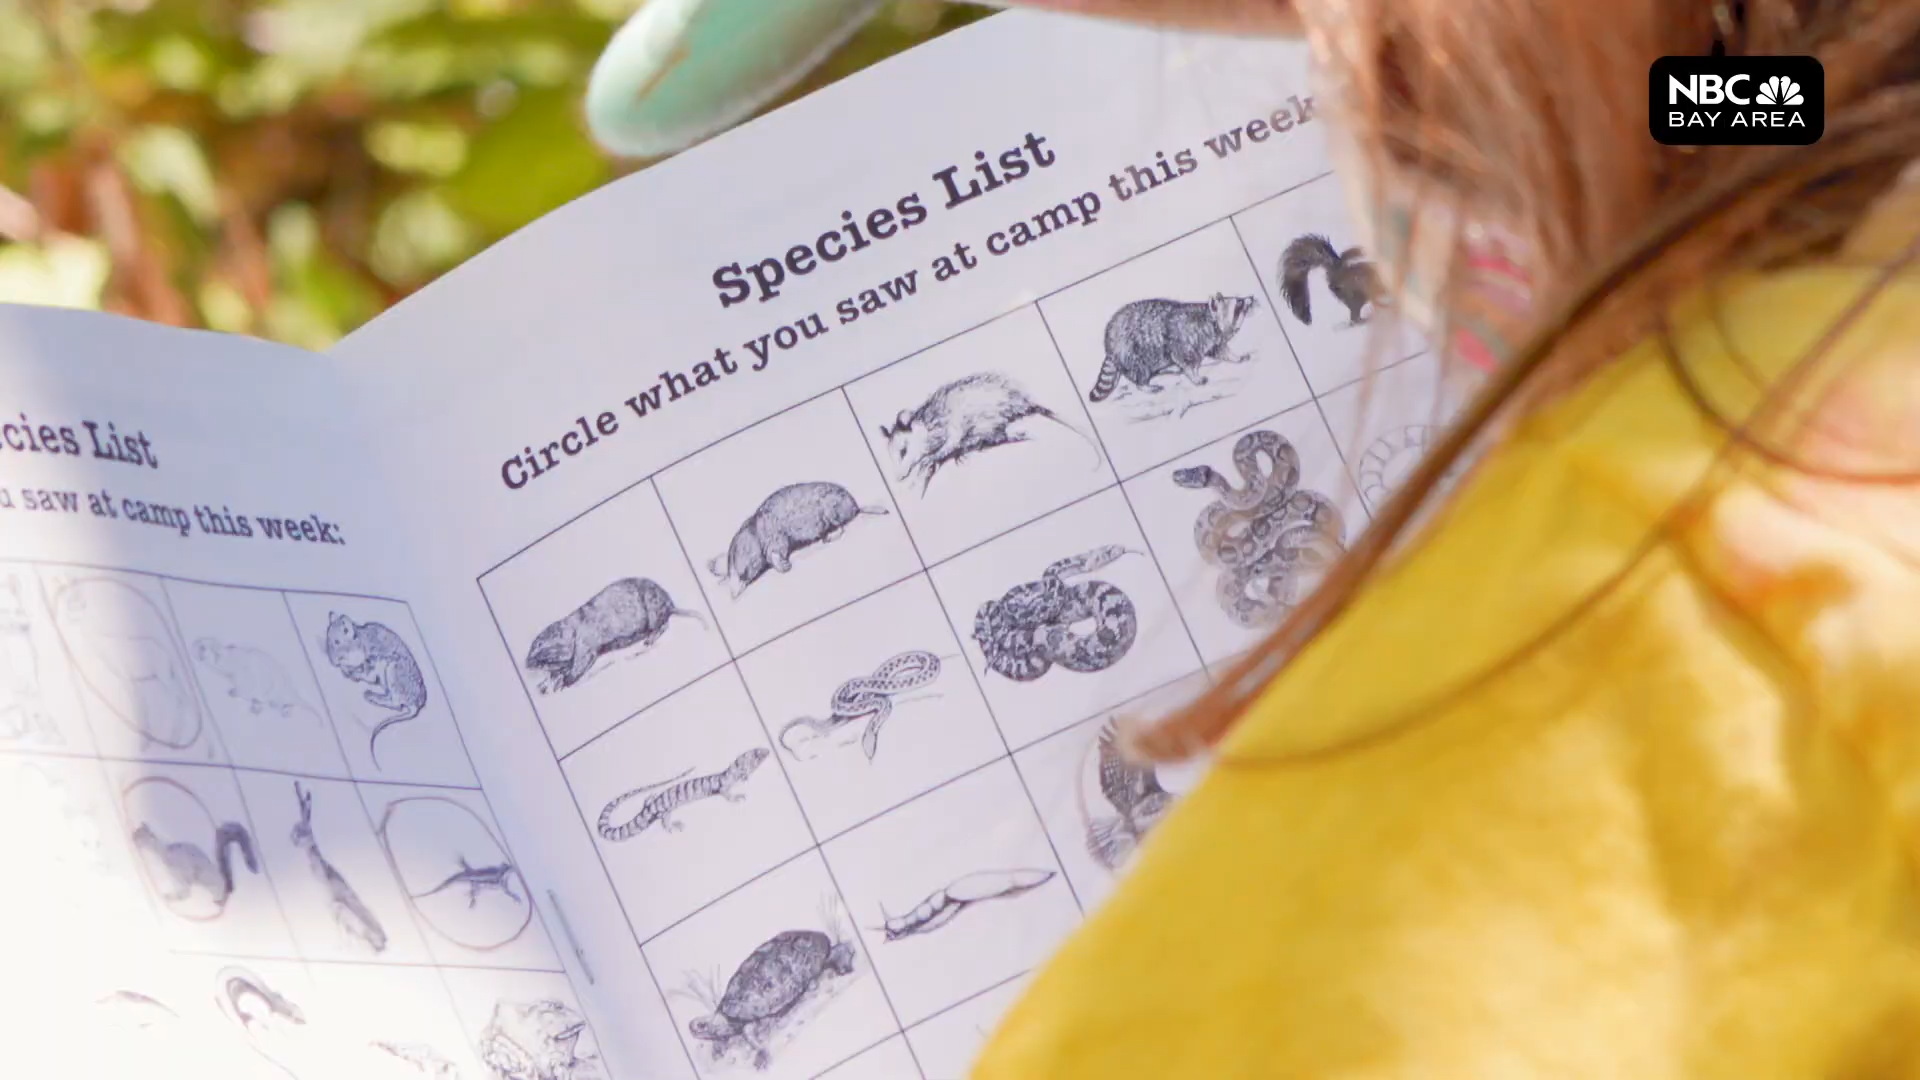 NBC
BAY AREA
Species List
Circle what you saw at camp this week
cies List
u saw at camp this week: